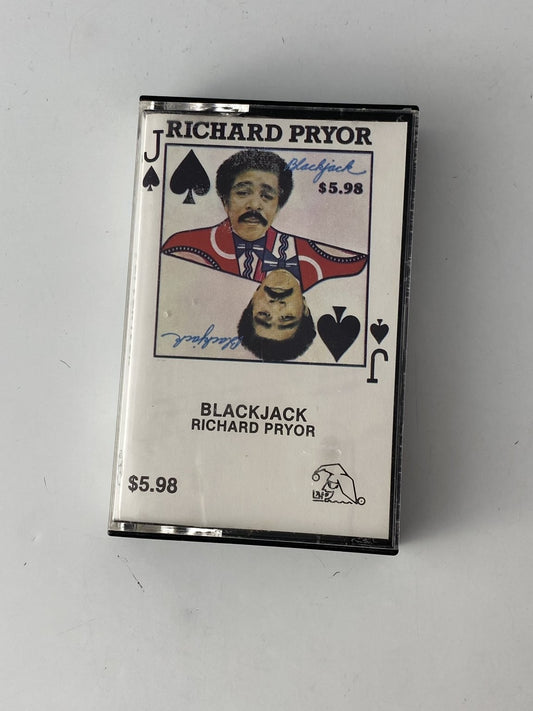 J RICHARD PRYOR
Blackjack
$5.98
Blackjack
J
BLACKJACK
RICHARD PRYOR
$5.98